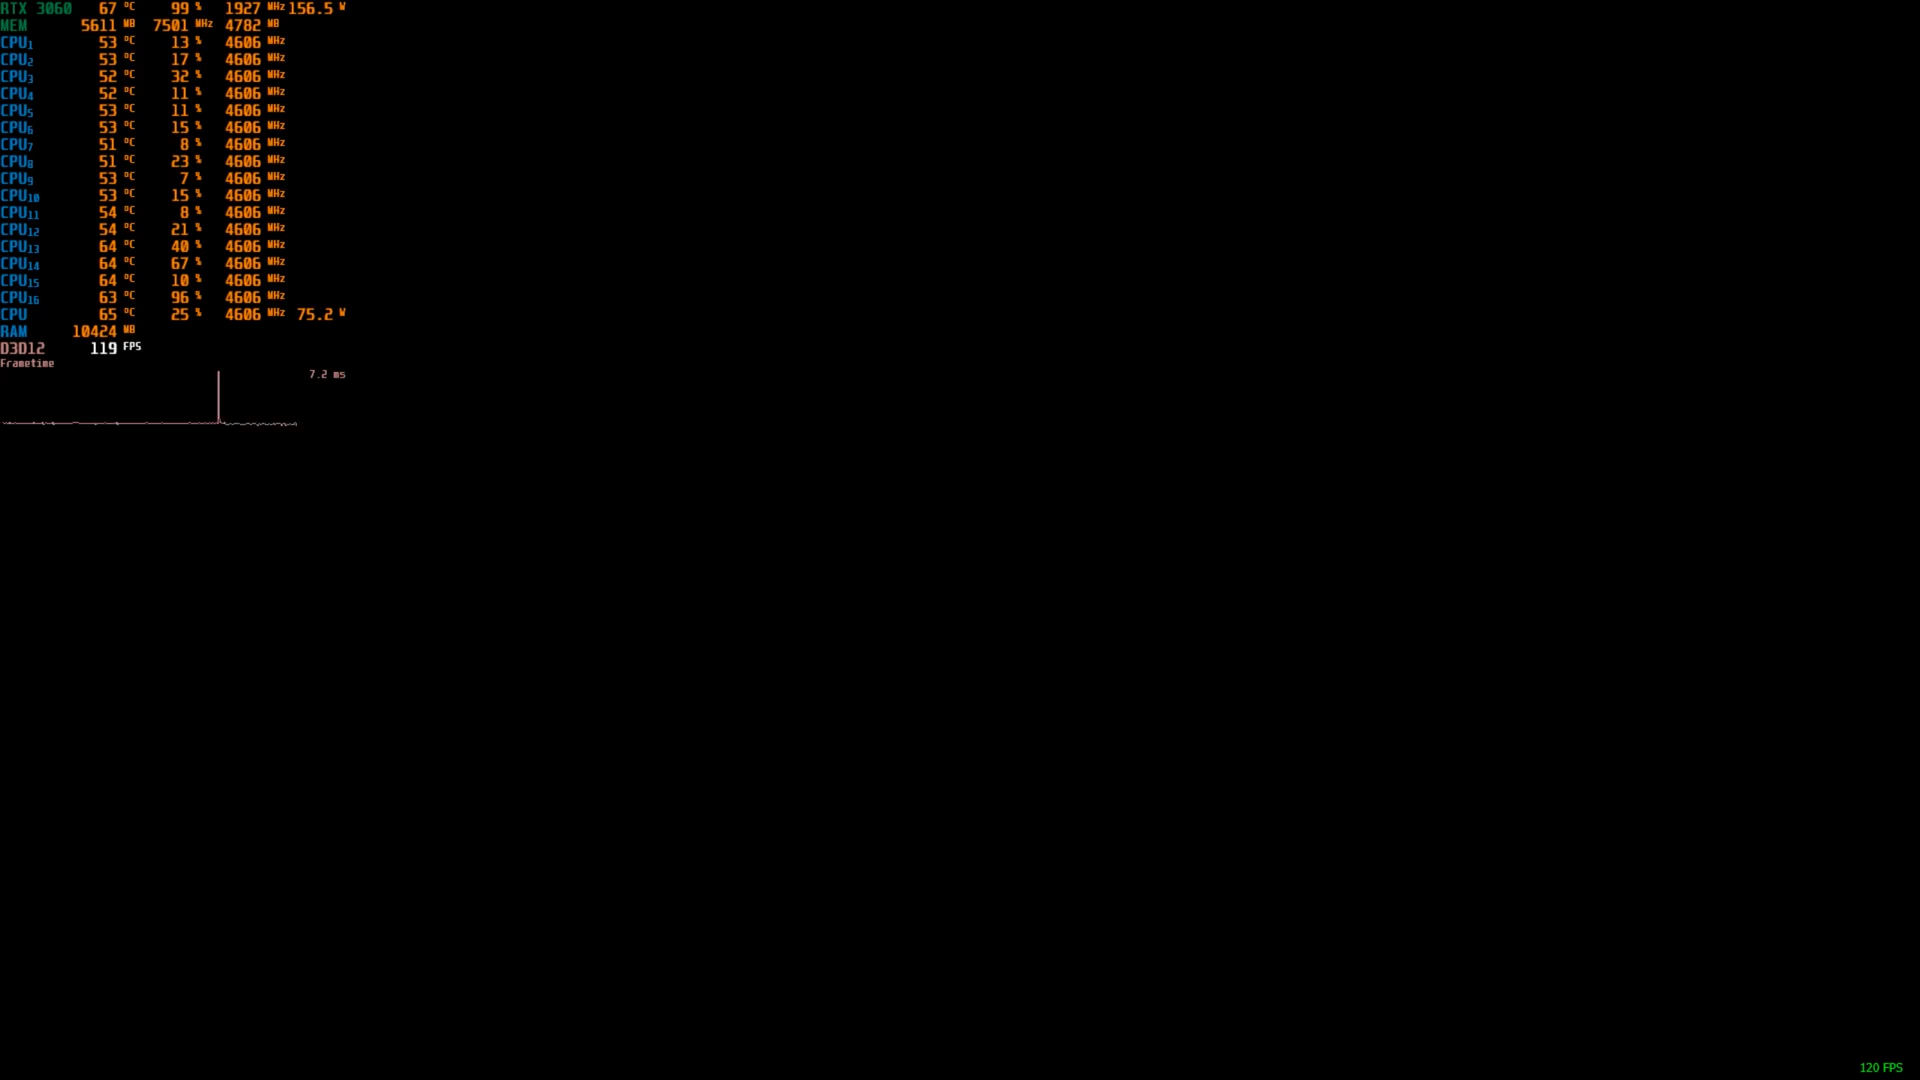 RTX 3060 67 °C 99 % 1927 MHz 156.5 W
MEM 5611 MB 7501 MHz 4782 MB
CPU1 53 °C 13 % 4606 MHz
CPU2 53 °C 17 % 4606 MHz
CPU3 52 °C 32 % 4606 MHz
CPU4 52 °C 11 % 4606 MHz
CPU5 53 °C 11 % 4606 MHz
CPU6 53 °C 15 % 4606 MHz
CPU7 51 °C 8 % 4606 MHz
CPU8 51 °C 23 % 4606 MHz
CPU9 53 °C 7 % 4606 MHz
CPU10 53 °C 15 % 4606 MHz
CPU11 54 °C 8 % 4606 MHz
CPU12 54 °C 21 % 4606 MHz
CPU13 64 °C 40 % 4606 MHz
CPU14 64 °C 67 % 4606 MHz
CPU15 64 °C 10 % 4606 MHz
CPU16 63 °C 96 % 4606 MHz
CPU 65 °C 25 % 4606 MHz 75.2 W
RAM 10424 MB
D3D12 119 FPS
Frametime
7.2 ms
120 FPS